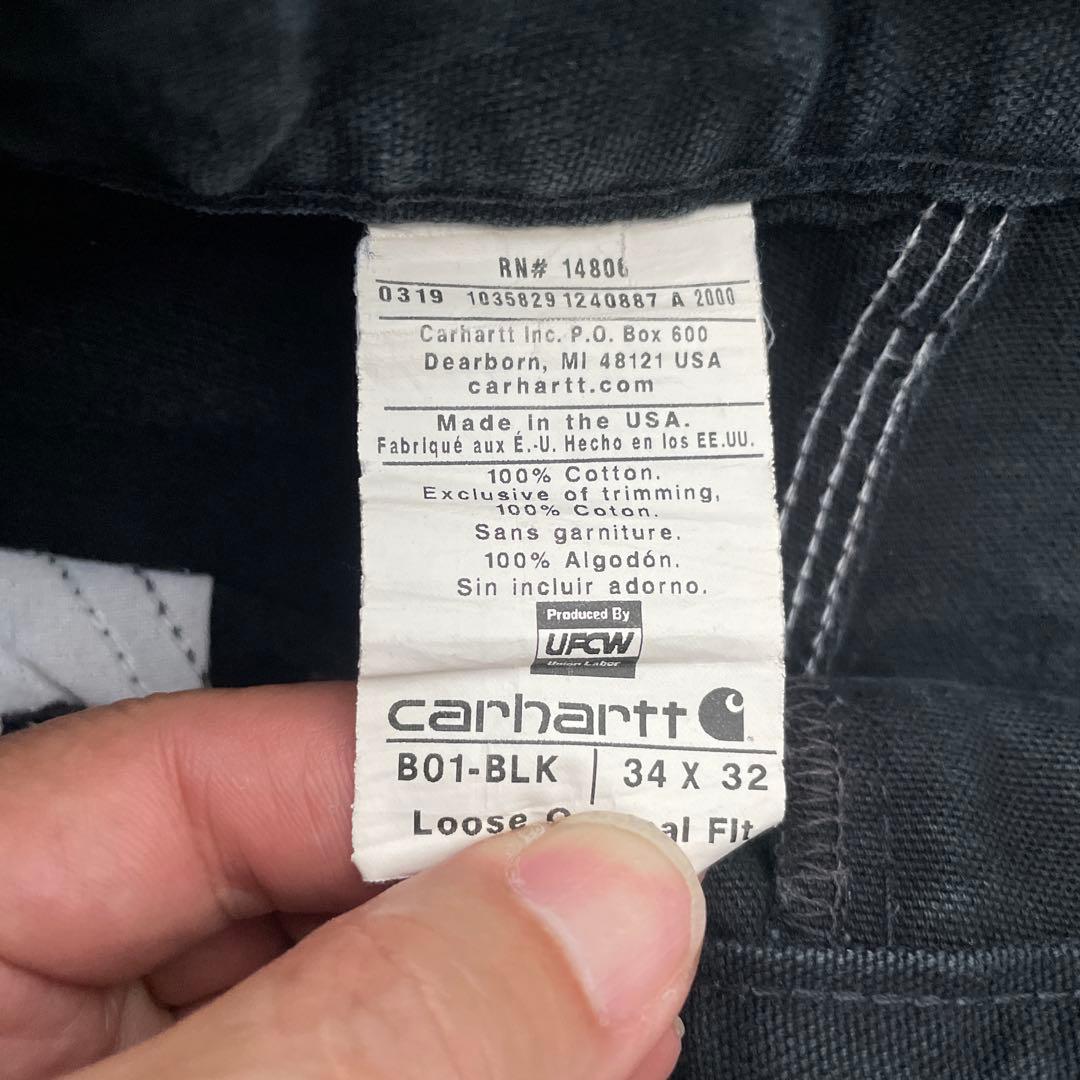 RN# 14806
0319 1035829 1240887 A 2000
Carhartt Inc. P.O. Box 600
Dearborn, MI 48121 USA
carhartt.com
Made in the USA.
Fabriqué aux É.-U. Hecho en los EE.UU.
100% Cotton.
Exclusive of trimming,
100% Coton.
Sans garniture.
100% Algodón.
Sin incluir adorno.
Produced By
UFCW
Union Labor
carhartt
B01-BLK 34 X 32
Loose Fit